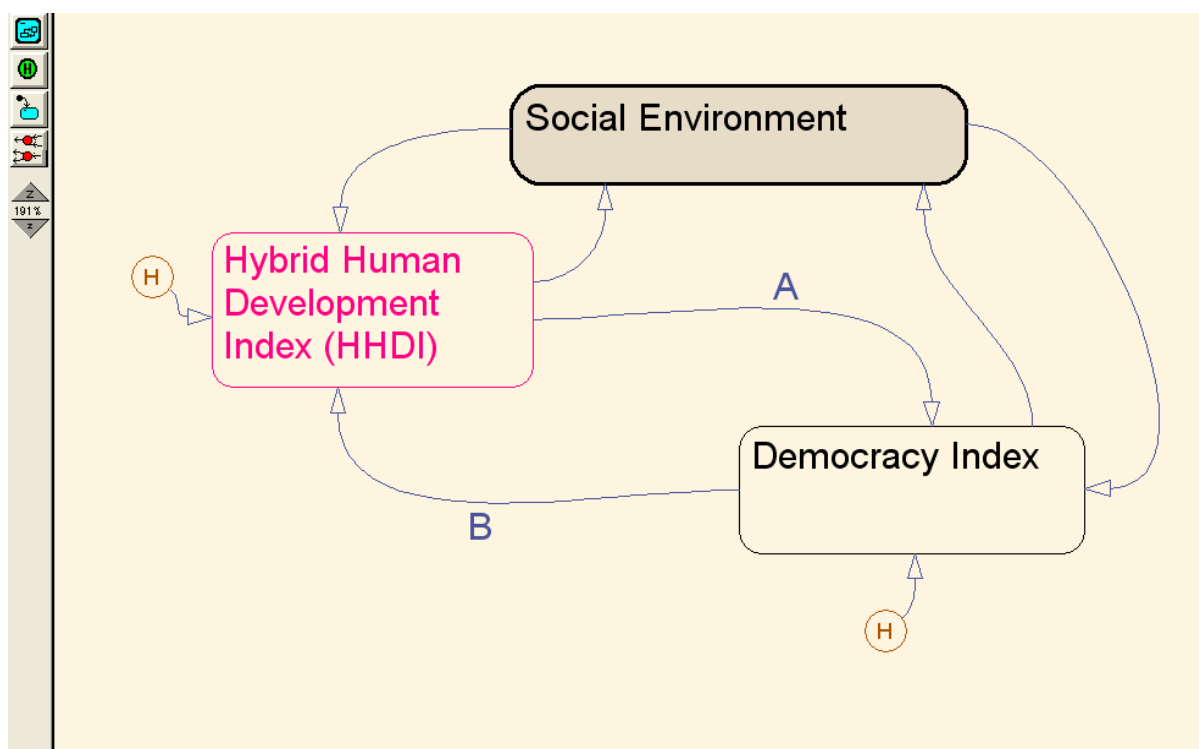 H
Z
191%
z
Social Environment
Hybrid Human
Development
Index (HHDI)
H
A
Democracy Index
B
H